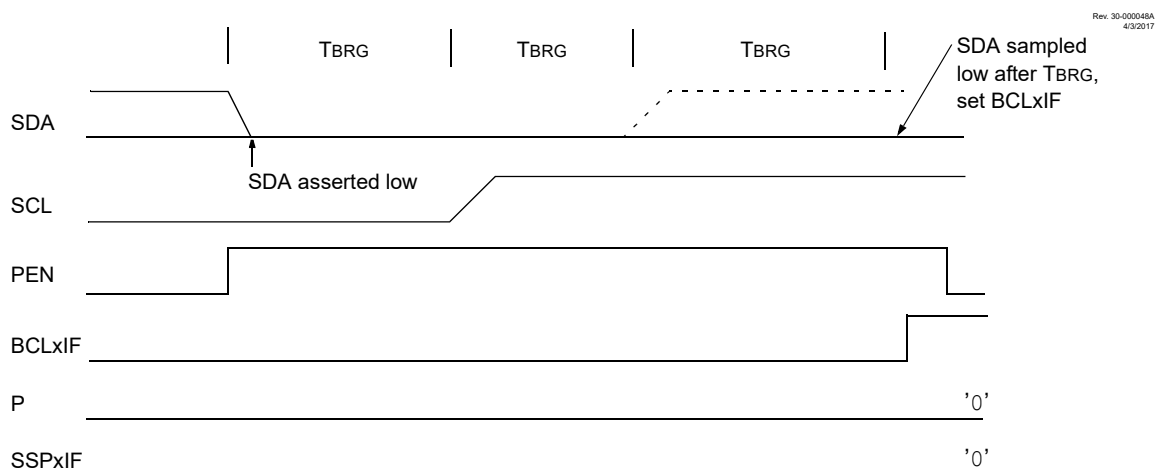 Rev. 30-000048A
4/3/2017
TBRG
TBRG
TBRG
SDA sampled
low after TBRG,
set BCLxIF
SDA
SDA asserted low
SCL
PEN
BCLxIF
P
'0'
SSPxIF
'0'